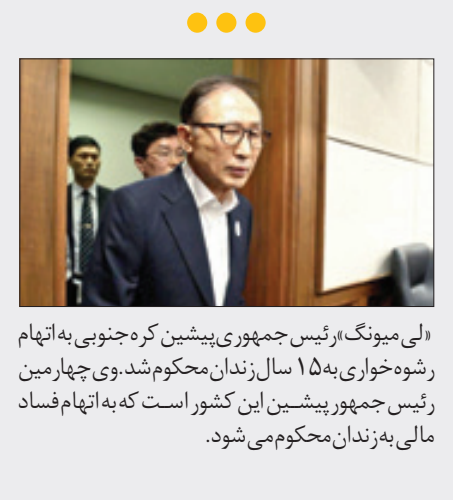 «لی میونگ»رئیس جمهوری پیشین کره جنوبی به اتهام
رشوه خواری به ۱۵ سال زندان محکوم شد. وی چهارمین
رئیس جمهور پیشین این کشور است که به اتهام فساد
مالی به زندان محکوم می شود.